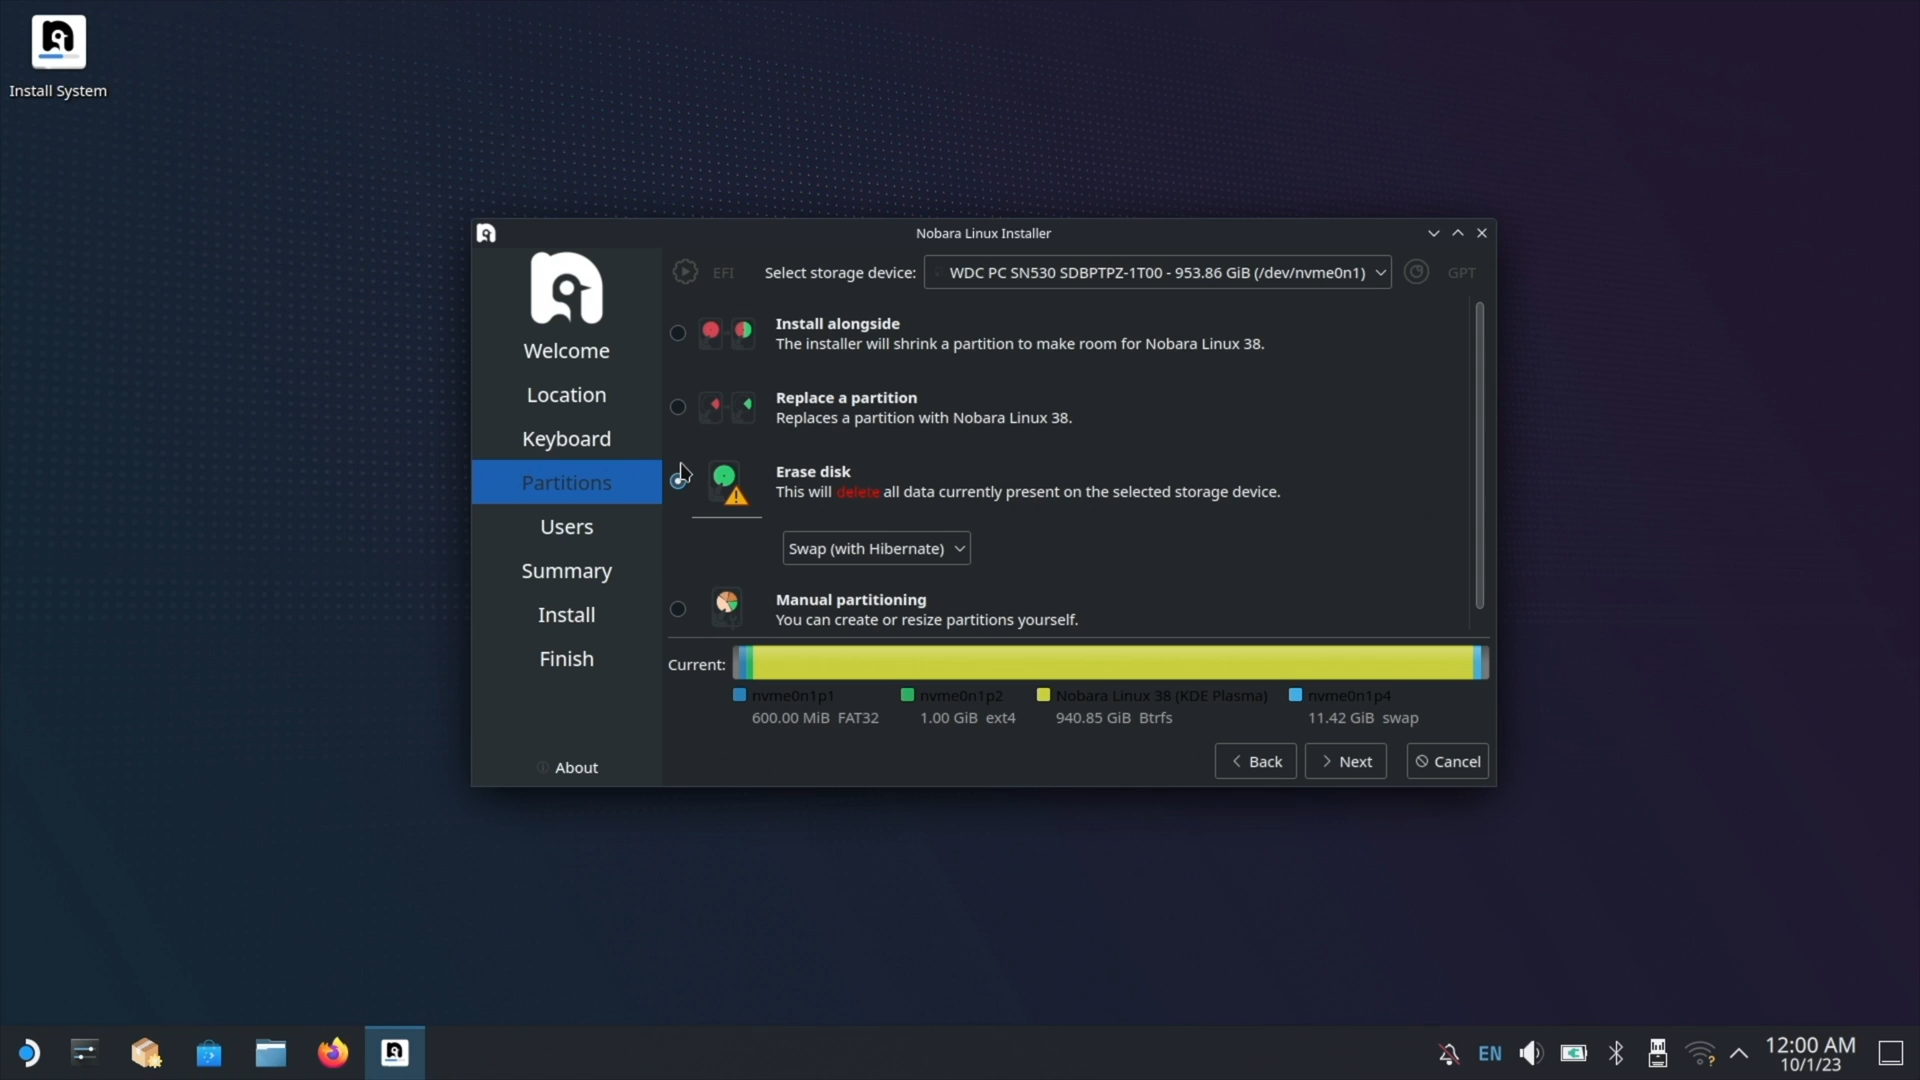 Install System
Nobara Linux Installer
EFI
Select storage device:
WDC PC SN530 SDBPTPZ-1T00 - 953.86 GiB (/dev/nvme0n1)
GPT
Welcome
Location
Keyboard
Partitions
Users
Summary
Install
Finish
About
Install alongside
The installer will shrink a partition to make room for Nobara Linux 38.
Replace a partition
Replaces a partition with Nobara Linux 38.
Erase disk
This will delete all data currently present on the selected storage device.
Swap (with Hibernate)
Manual partitioning
You can create or resize partitions yourself.
Current:
nvme0n1p1
600.00 MiB FAT32
nvme0n1p2
1.00 GiB ext4
Nobara Linux 38 (KDE Plasma)
940.85 GiB Btrfs
nvme0n1p4
11.42 GiB swap
Back
Next
Cancel
EN
12:00 AM
10/1/23